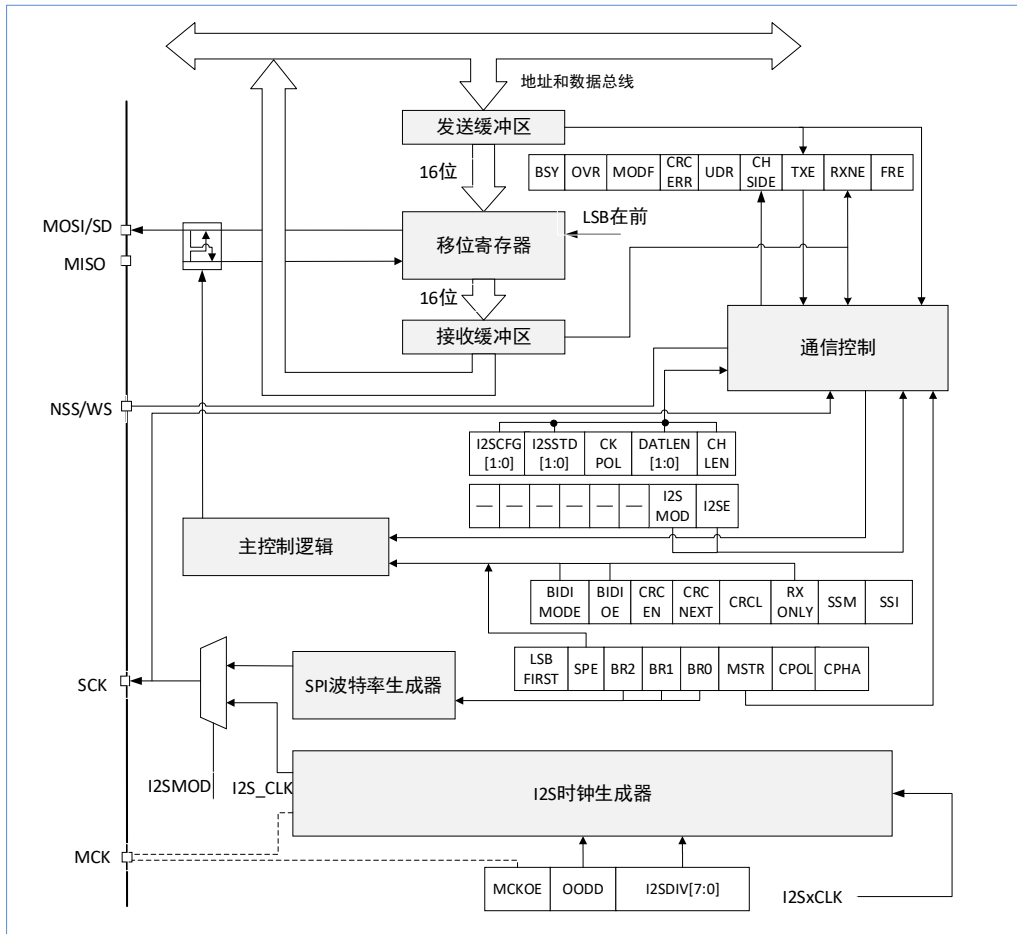 地址和数据总线
发送缓冲区
16位
BSY
OVR
MODF
CRC
ERR
UDR
CH
SIDE
TXE
RXNE
FRE
MOSI/SD
LSB在前
移位寄存器
MISO
16位
接收缓冲区
通信控制
NSS/WS
I2SCFG
[1:0]
I2SSTD
[1:0]
CK
POL
DATLEN
[1:0]
CH
LEN
—
—
—
—
—
—
I2S
MOD
I2SE
主控制逻辑
BIDI
MODE
BIDI
OE
CRC
EN
CRC
NEXT
CRCL
RX
ONLY
SSM
SSI
LSB
FIRST
SPE
BR2
BR1
BR0
MSTR
CPOL
CPHA
SCK
SPI波特率生成器
I2SMOD
I2S_CLK
I2S时钟生成器
MCK
MCKOE
OODD
I2SDIV[7:0]
I2SxCLK